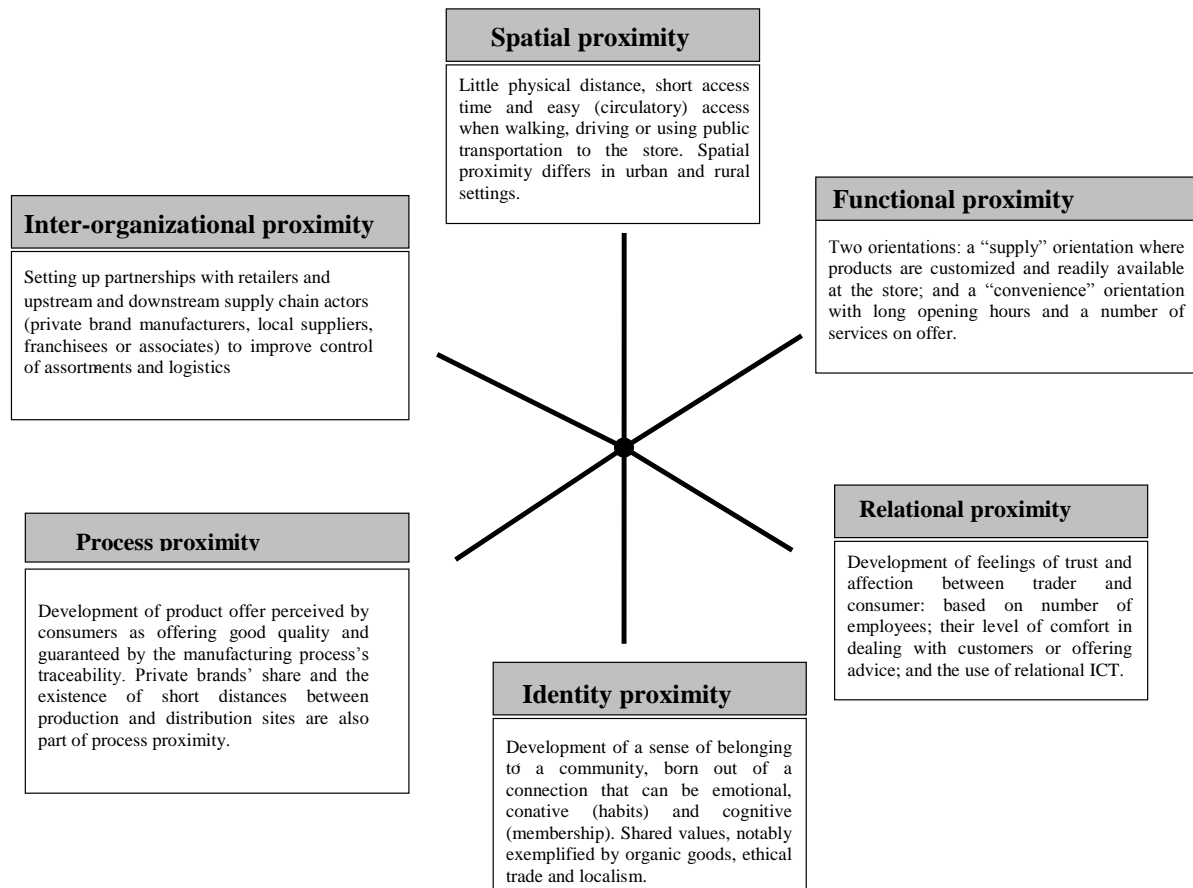 Spatial proximity
Little physical distance, short access
time and easy (circulatory) access
when walking, driving or using public
transportation to the store. Spatial
proximity differs in urban and rural
settings.
Functional proximity
Two orientations: a “supply” orientation where
products are customized and readily available
at the store; and a “convenience” orientation
with long opening hours and a number of
services on offer.
Inter-organizational proximity
Setting up partnerships with retailers and
upstream and downstream supply chain actors
(private brand manufacturers, local suppliers,
franchisees or associates) to improve control
of assortments and logistics
Relational proximity
Development of feelings of trust and
affection between trader and
consumer: based on number of
employees; their level of comfort in
dealing with customers or offering
advice; and the use of relational ICT.
Process proximity
Development of product offer perceived by
consumers as offering good quality and
guaranteed by the manufacturing process’s
traceability. Private brands’ share and the
existence of short distances between
production and distribution sites are also
part of process proximity.
Identity proximity
Development of a sense of belonging
to a community, born out of a
connection that can be emotional,
conative (habits) and cognitive
(membership). Shared values, notably
exemplified by organic goods, ethical
trade and localism.